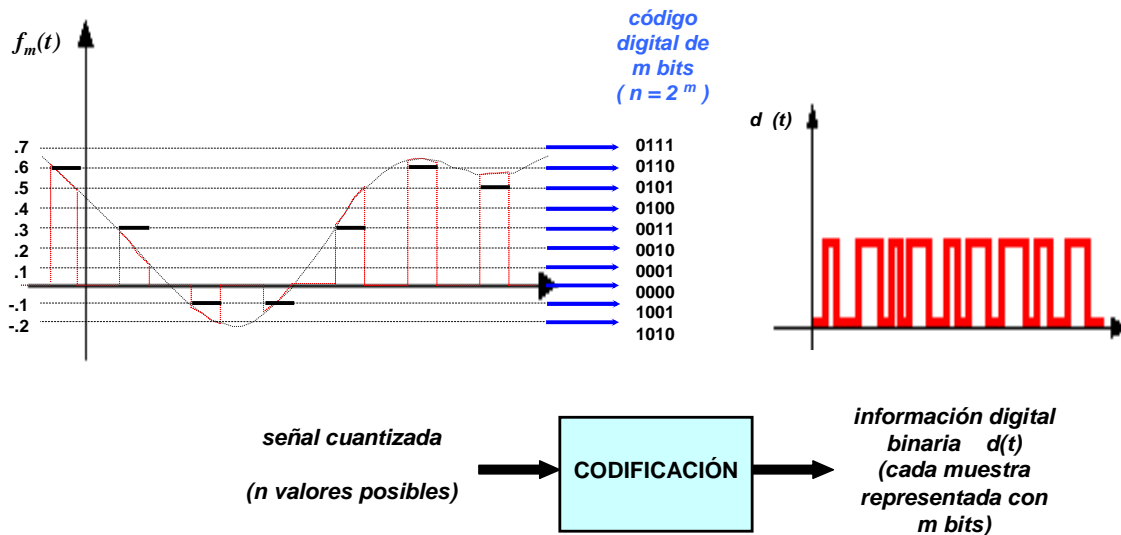 f_m(t)
.7
.6
.5
.4
.3
.2
.1
-.1
-.2
código
digital de
m bits
( n = 2 ^m )
0111
0110
0101
0100
0011
0010
0001
0000
1001
1010
d (t)
señal cuantizada
(n valores posibles)
CODIFICACIÓN
información digital
binaria d(t)
(cada muestra
representada con
m bits)